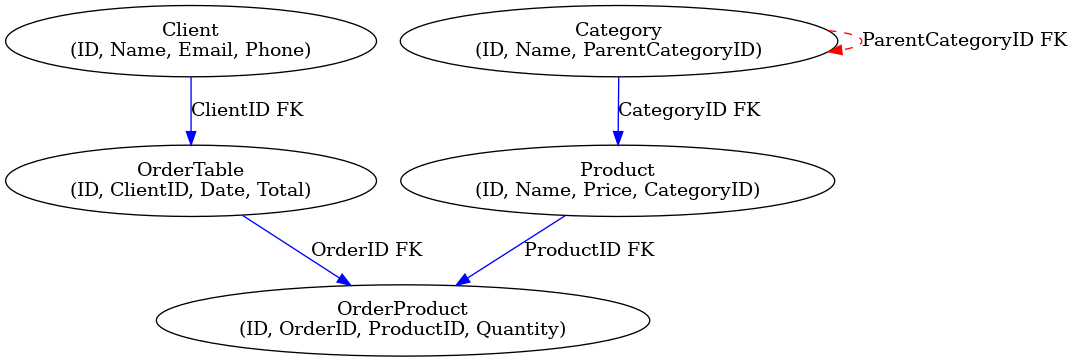 Client
(ID, Name, Email, Phone)
Category
(ID, Name, ParentCategoryID)
ParentCategoryID FK
ClientID FK
CategoryID FK
OrderTable
(ID, ClientID, Date, Total)
Product
(ID, Name, Price, CategoryID)
OrderID FK
ProductID FK
OrderProduct
(ID, OrderID, ProductID, Quantity)